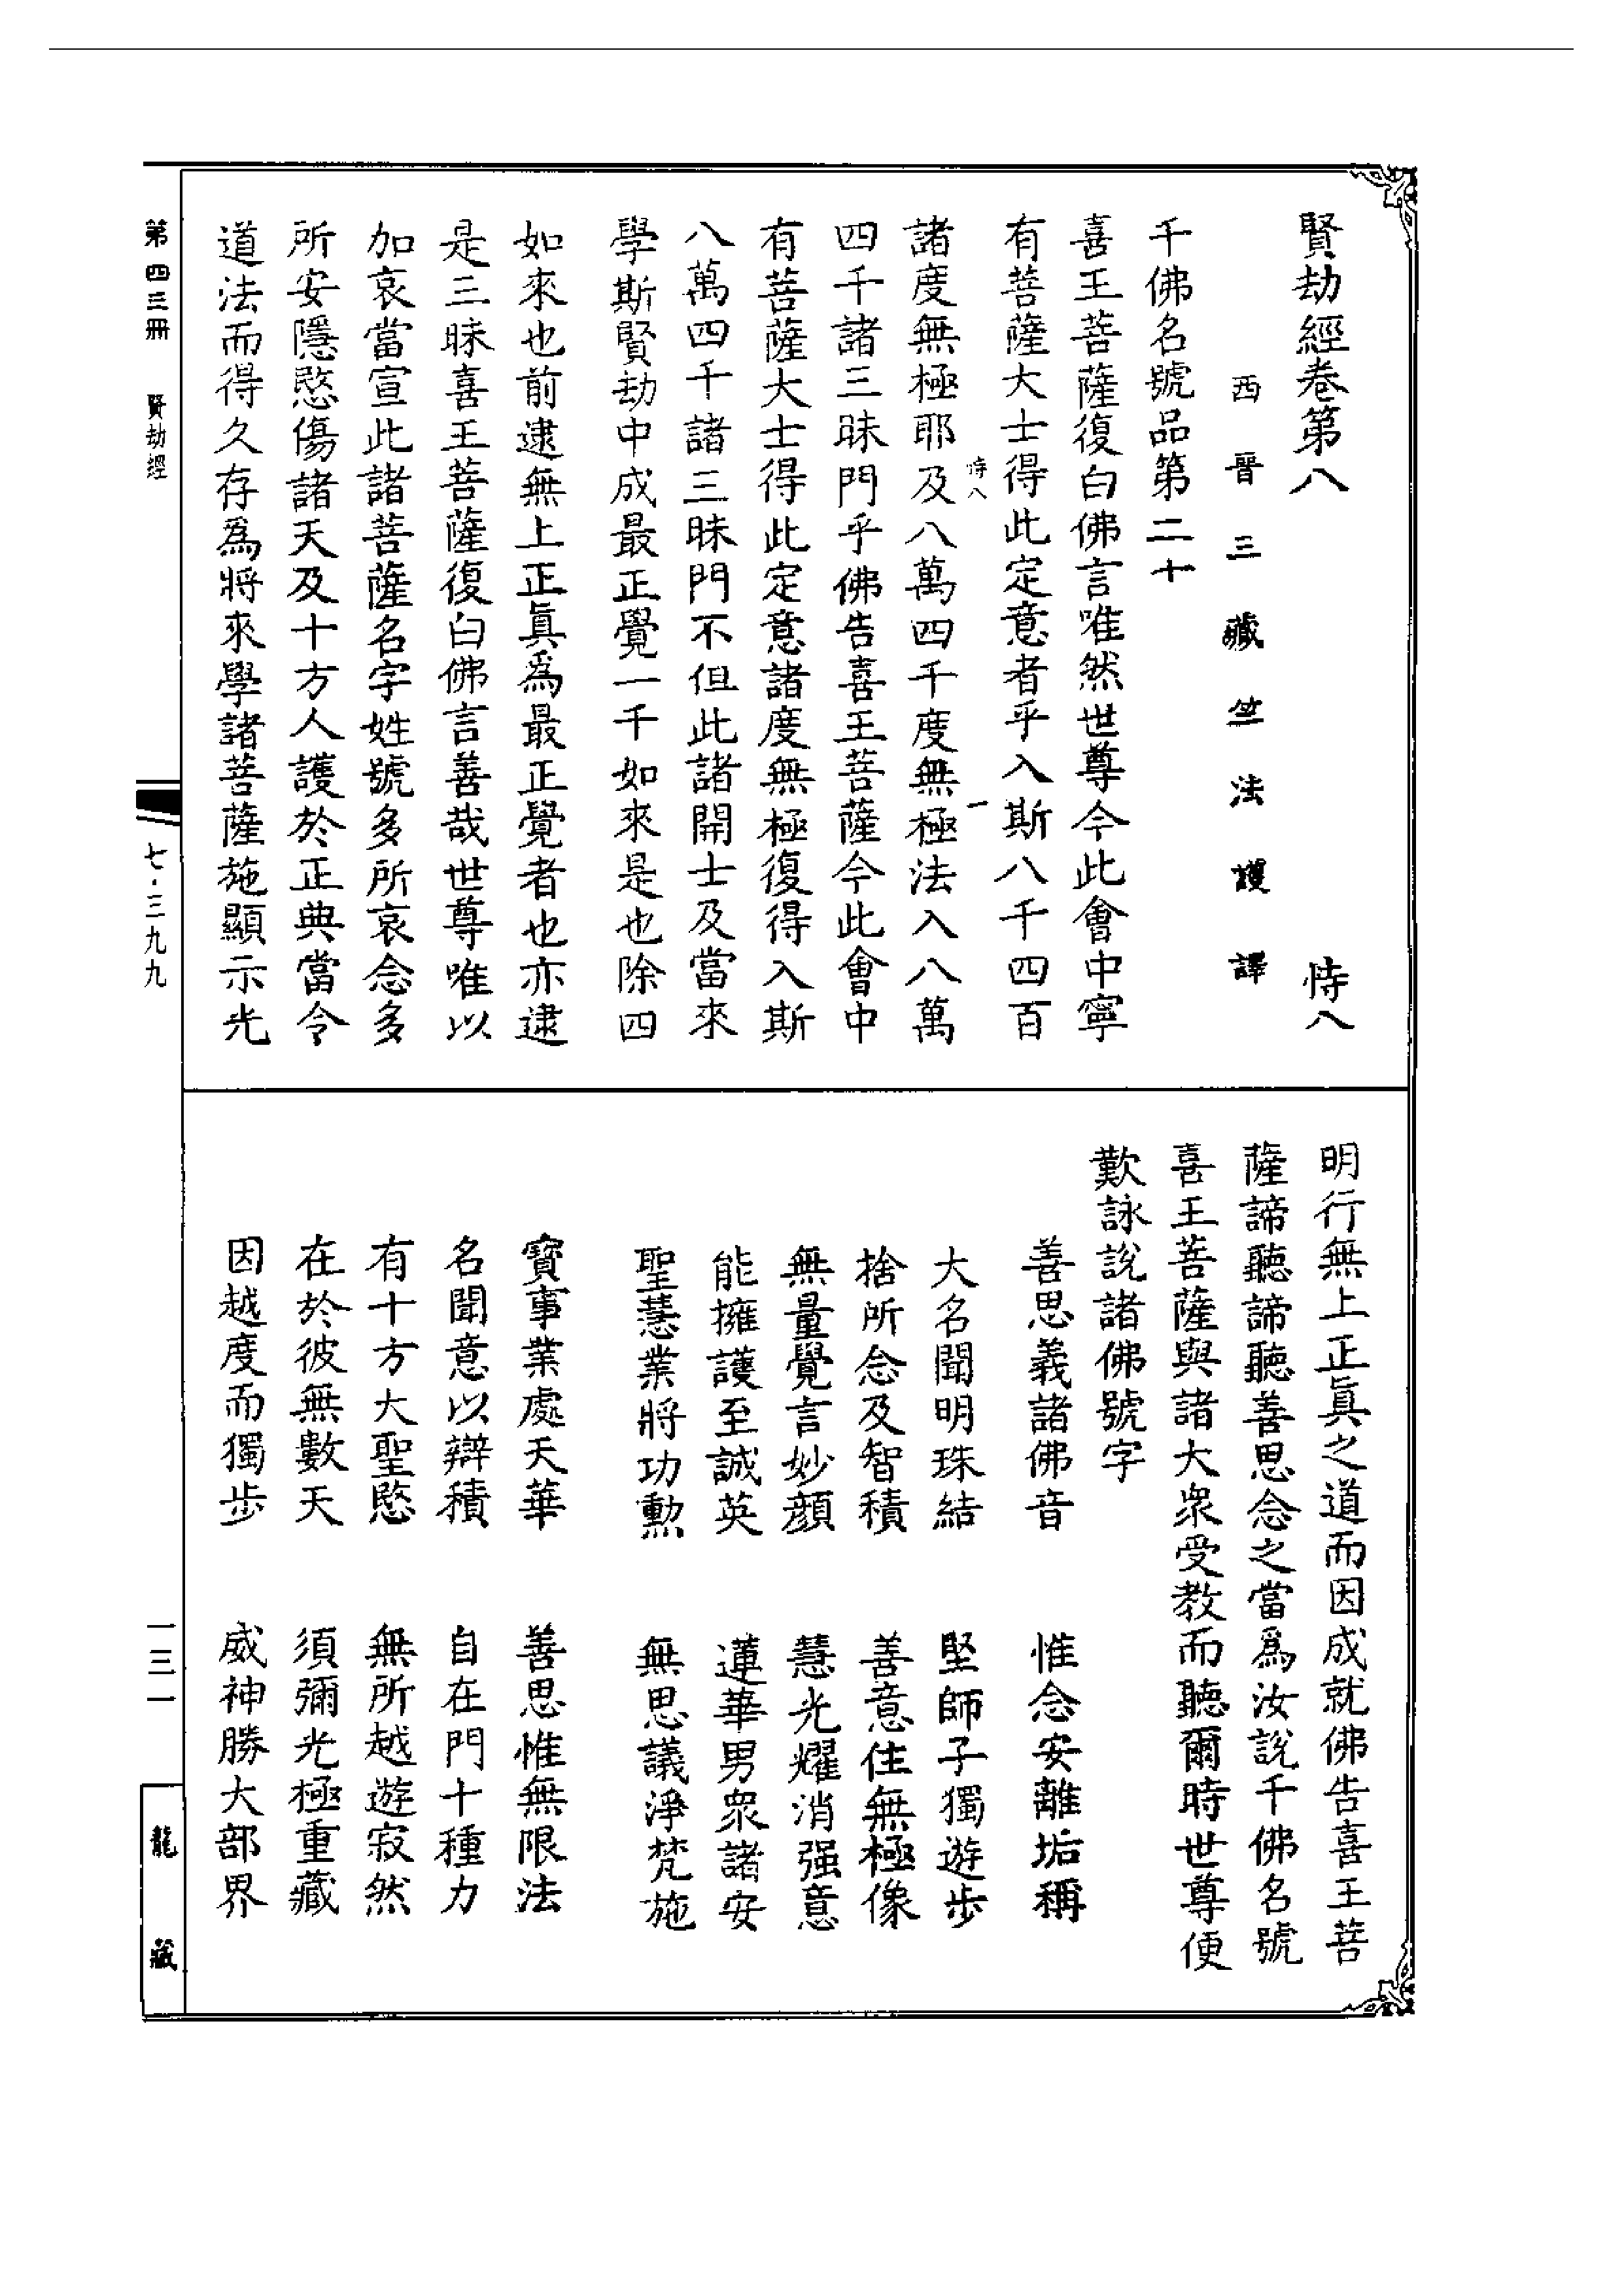 賢劫經卷第八 恃八
西晉三藏竺法護譯
千佛名號品第二十
喜王菩薩復白佛言唯然世尊今此會中寧
有菩薩大士得此定意者乎入斯八千四百
恃八 一
諸度無極耶及八萬四千度無極法入八萬
四千諸三昧門乎佛告喜王菩薩今此會中
有菩薩大士得此定意諸度無極復得入斯
八萬四千諸三昧門不但此諸開士及當來
學斯賢劫中成最正覺一千如來是也除四
如來也前逮無上正眞爲最正覺者也亦逮
是三昧喜王菩薩復白佛言善哉世尊唯以
加哀當宣此諸菩薩名字姓號多所哀念多
所安隱愍傷諸天及十方人護於正典當令
道法而得久存爲將來學諸菩薩施顯示光
明行無上正眞之道而因成就佛告喜王菩
薩諦聽諦聽善思念之當爲汝說千佛名號
喜王菩薩與諸大衆受教而聽爾時世尊便
歎詠說諸佛號字
善思義諸佛音 惟念安離垢稱
大名聞明珠結 堅師子獨遊步
捨所念及智積 善意住無極像
無量覺言妙顏 慧光耀消强意
能擁護至誠英 蓮華男衆諸安
聖慧業將功勲 無思議淨梵施
寶事業處天華 善思惟無限法
名聞意以辯積 自在門十種力
有十方大聖愍 無所越遊寂然
在於彼無數天 須彌光極重藏
因越度而獨步 威神勝大部界
第四三冊 賢劫經
七·三九九
一三一
龍藏